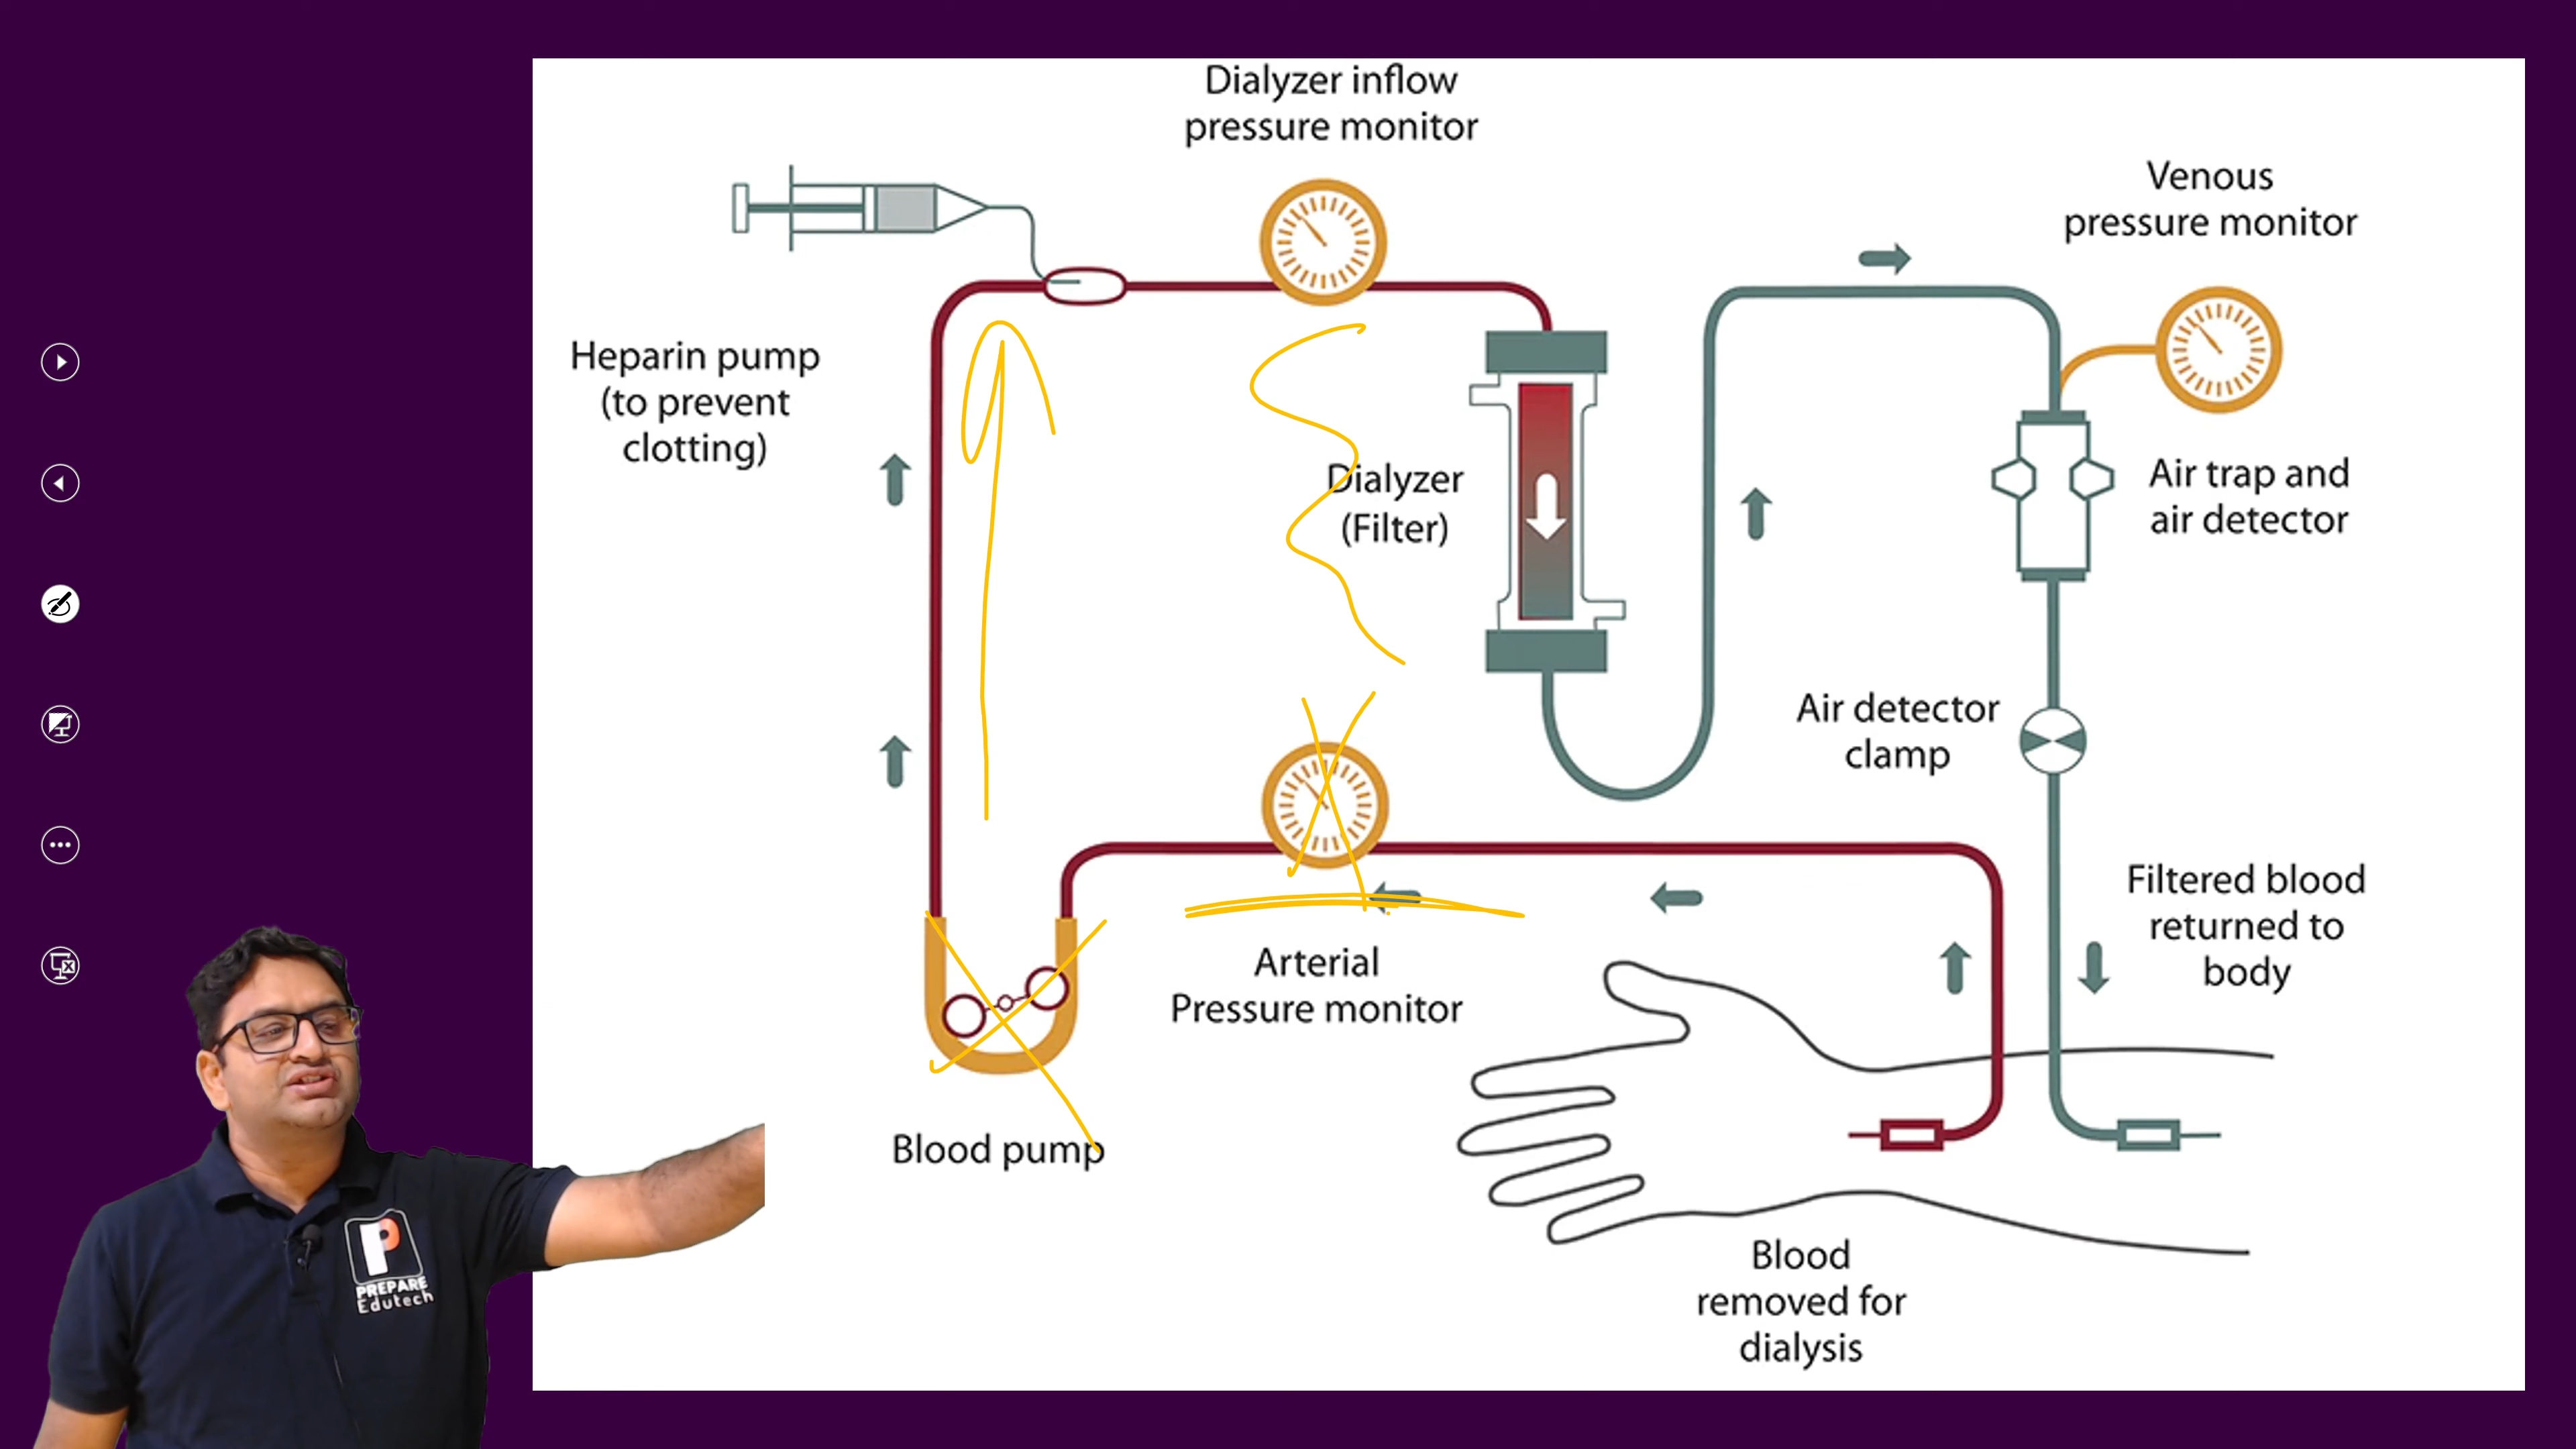 Dialyzer inflow
pressure monitor
Venous
pressure monitor
Heparin pump
(to prevent
clotting)
Dialyzer
(Filter)
Air trap and
air detector
Air detector
clamp
Filtered blood
returned to
body
Arterial
Pressure monitor
Blood pump
Blood
removed for
dialysis
P
PREPARE
Edutech